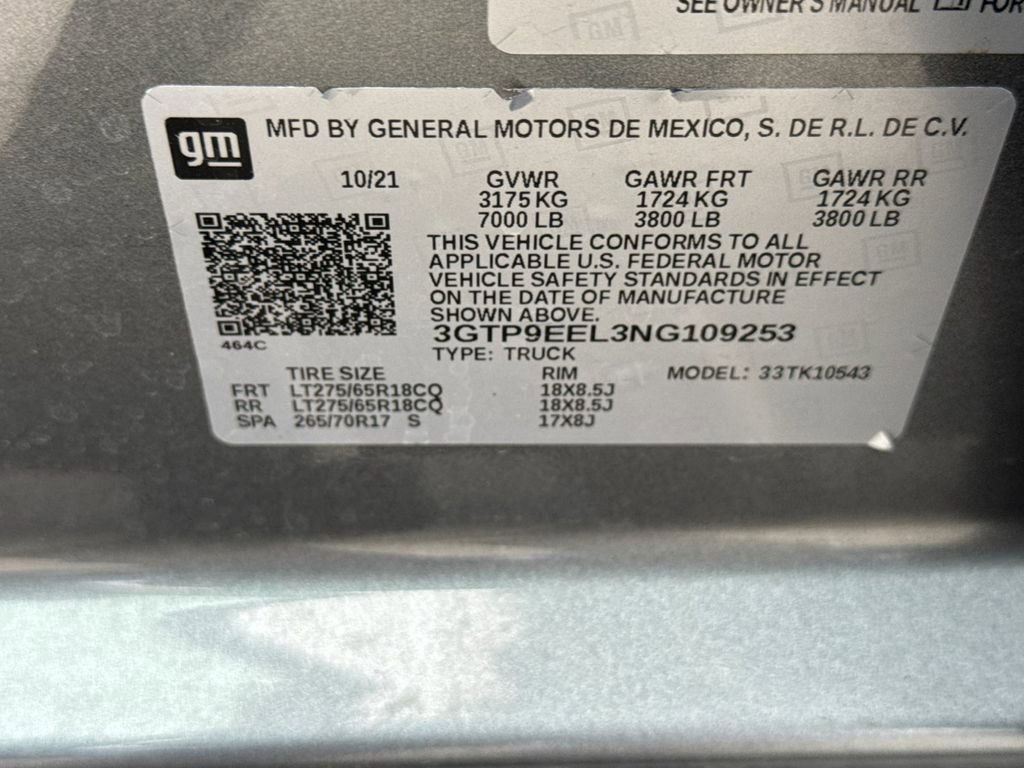 SEE OWNER'S MANUAL FOR
gm
MFD BY GENERAL MOTORS DE MEXICO, S. DE R.L. DE C.V.
10/21 GVWR GAWR FRT GAWR RR
3175 KG 1724 KG 1724 KG
7000 LB 3800 LB 3800 LB
THIS VEHICLE CONFORMS TO ALL
APPLICABLE U.S. FEDERAL MOTOR
VEHICLE SAFETY STANDARDS IN EFFECT
ON THE DATE OF MANUFACTURE
SHOWN ABOVE.
3GTP9EEL3NG109253
464C
TYPE: TRUCK
TIRE SIZE RIM MODEL: 33TK10543
FRT LT275/65R18CQ 18X8.5J
RR LT275/65R18CQ 18X8.5J
SPA 265/70R17 S 17X8J